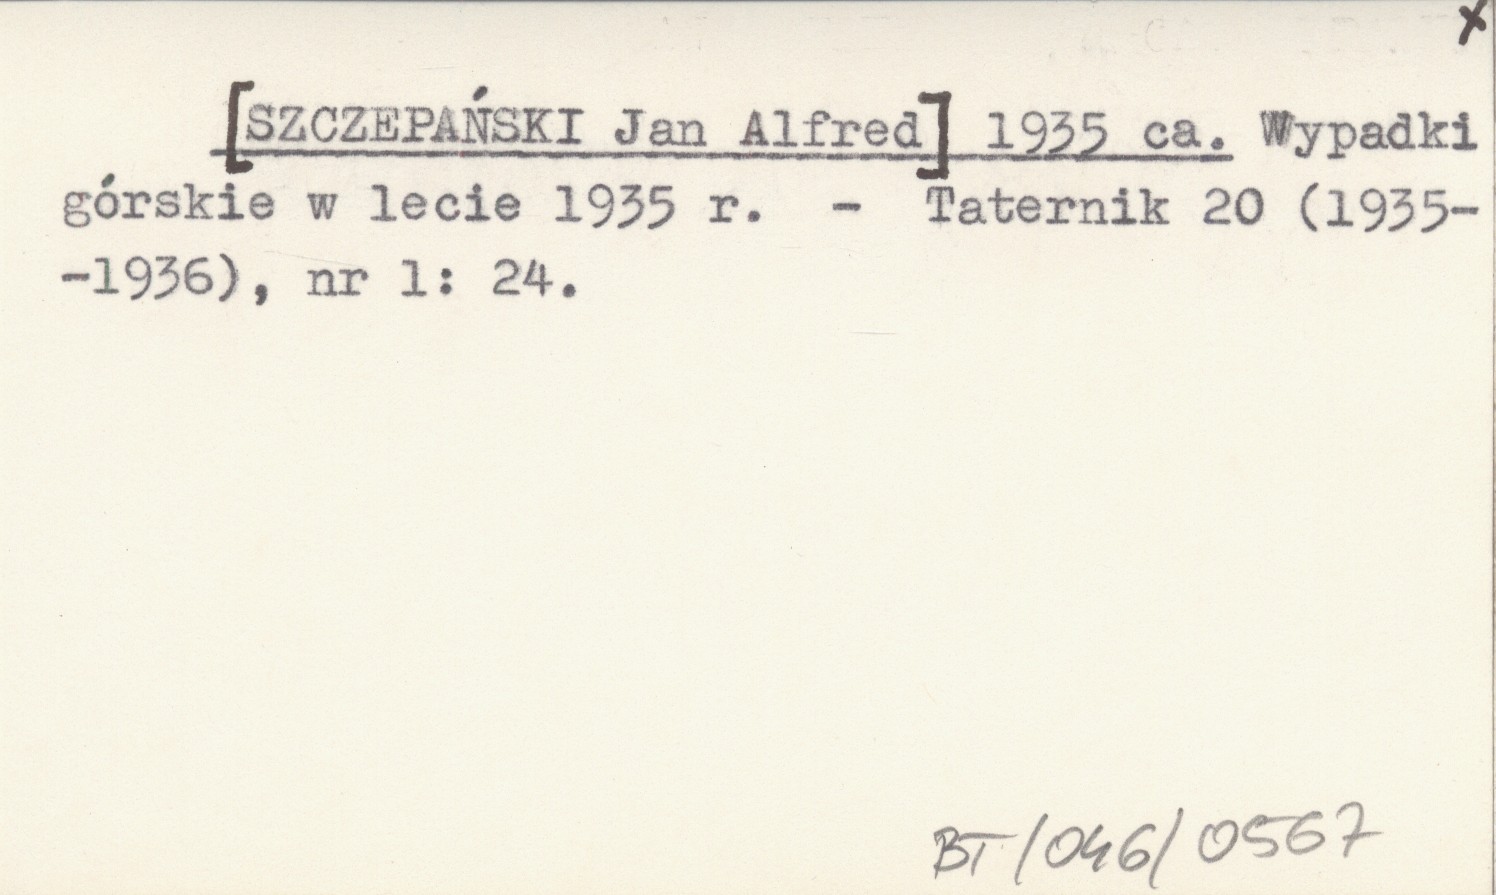 x
[SZCZEPAŃSKI Jan Alfred] 1935 ca. Wypadki
górskie w lecie 1935 r. - Taternik 20 (1935-
-1936), nr 1: 24.
BT/046/0567